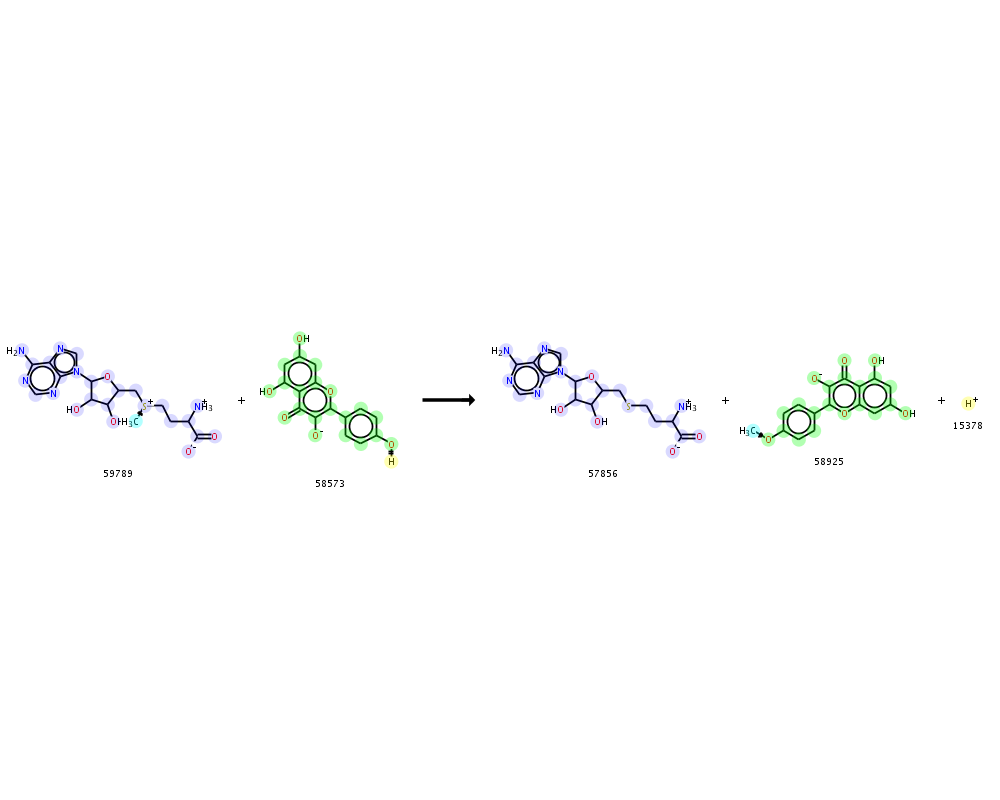 H₂N N N N N N O HO OH H₃C S⁺ NH₃⁺ O O⁻
59789
+
OH HO O O O⁻ O H
58573
H₂N N N N N N O HO OH S NH₃⁺ O O⁻
57856
+
O OH O⁻ O OH H₃C O
58925
+
H⁺
15378